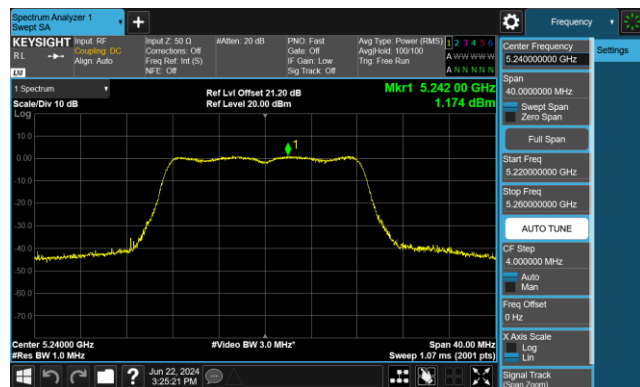 Spectrum Analyzer 1
Swept SA
+
Frequency
KEYSIGHT
Input: RF
Input Z: 50 Ω
#Atten: 20 dB
PNO: Fast
Avg Type: Power (RMS)
1 2 3 4 5 6
R L
Coupling: DC
Corrections: Off
Gate: Off
Avg|Hold: 100/100
A W W W W W
Align: Auto
Freq Ref: Int (S)
IF Gain: Low
Trig: Free Run
NFE: Off
Sig Track: Off
A N N N N N
LXI
1 Spectrum
Ref Lvl Offset 21.20 dB
Mkr1 5.242 00 GHz
Scale/Div 10 dB
Ref Level 20.00 dBm
1.174 dBm
Log
10.0
0.00
-10.0
-20.0
-30.0
-40.0
-50.0
-60.0
-70.0
1
Center 5.24000 GHz
#Video BW 3.0 MHz*
Span 40.00 MHz
#Res BW 1.0 MHz
Sweep 1.07 ms (2001 pts)
Jun 22, 2024
3:25:21 PM
?
Center Frequency
5.240000000 GHz
Settings
Span
40.0000000 MHz
Swept Span
Zero Span
Full Span
Start Freq
5.220000000 GHz
Stop Freq
5.260000000 GHz
AUTO TUNE
CF Step
4.000000 MHz
Auto
Man
Freq Offset
0 Hz
X Axis Scale
Log
Lin
Signal Track
(Span Zoom)